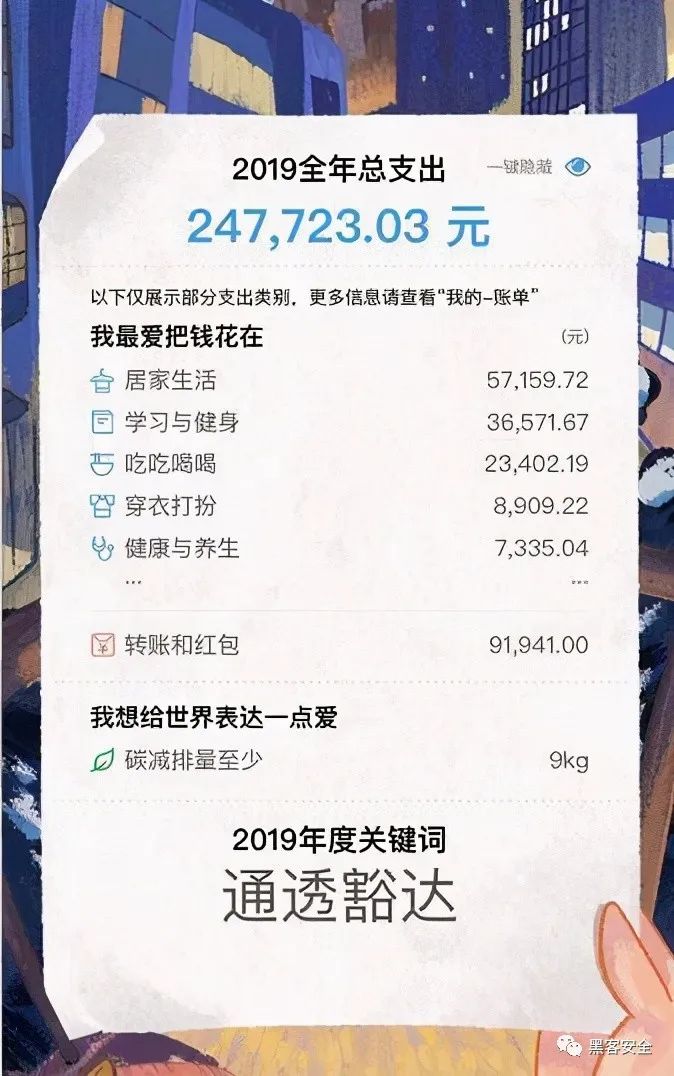 2019全年总支出 一键隐藏
247,723.03 元
以下仅展示部分支出类别，更多信息请查看“我的-账单”
我最爱把钱花在 (元)
居家生活 57,159.72
学习与健身 36,571.67
吃吃喝喝 23,402.19
穿衣打扮 8,909.22
健康与养生 7,335.04
... ...
转账和红包 91,941.00
我想给世界表达一点爱
碳减排量至少 9kg
2019年度关键词
通透豁达
黑客安全